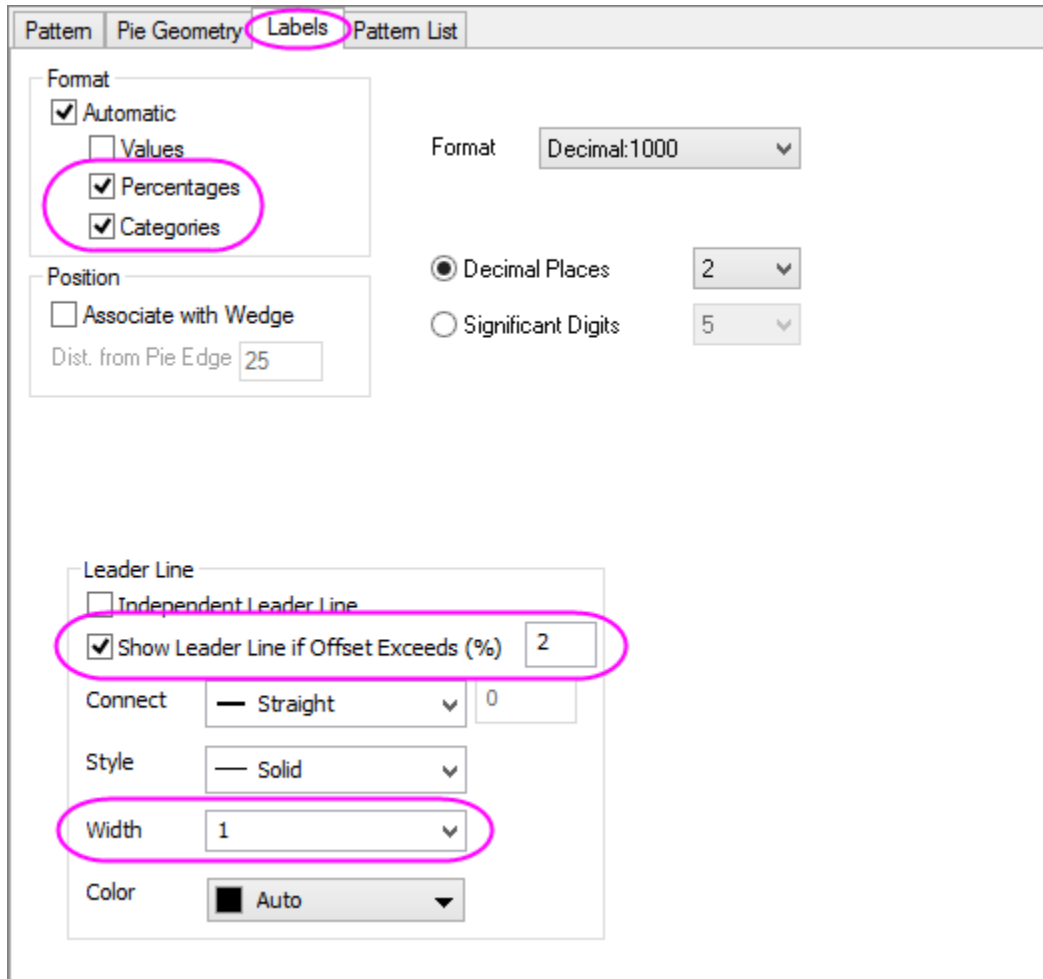 Pattern Pie Geometry Labels Pattern List
Format
Automatic
Values
Percentages
Categories
Format Decimal:1000
Position
Associate with Wedge
Dist. from Pie Edge 25
Decimal Places 2
Significant Digits 5
Leader Line
Independent Leader Line
Show Leader Line if Offset Exceeds (%) 2
Connect Straight 0
Style Solid
Width 1
Color Auto